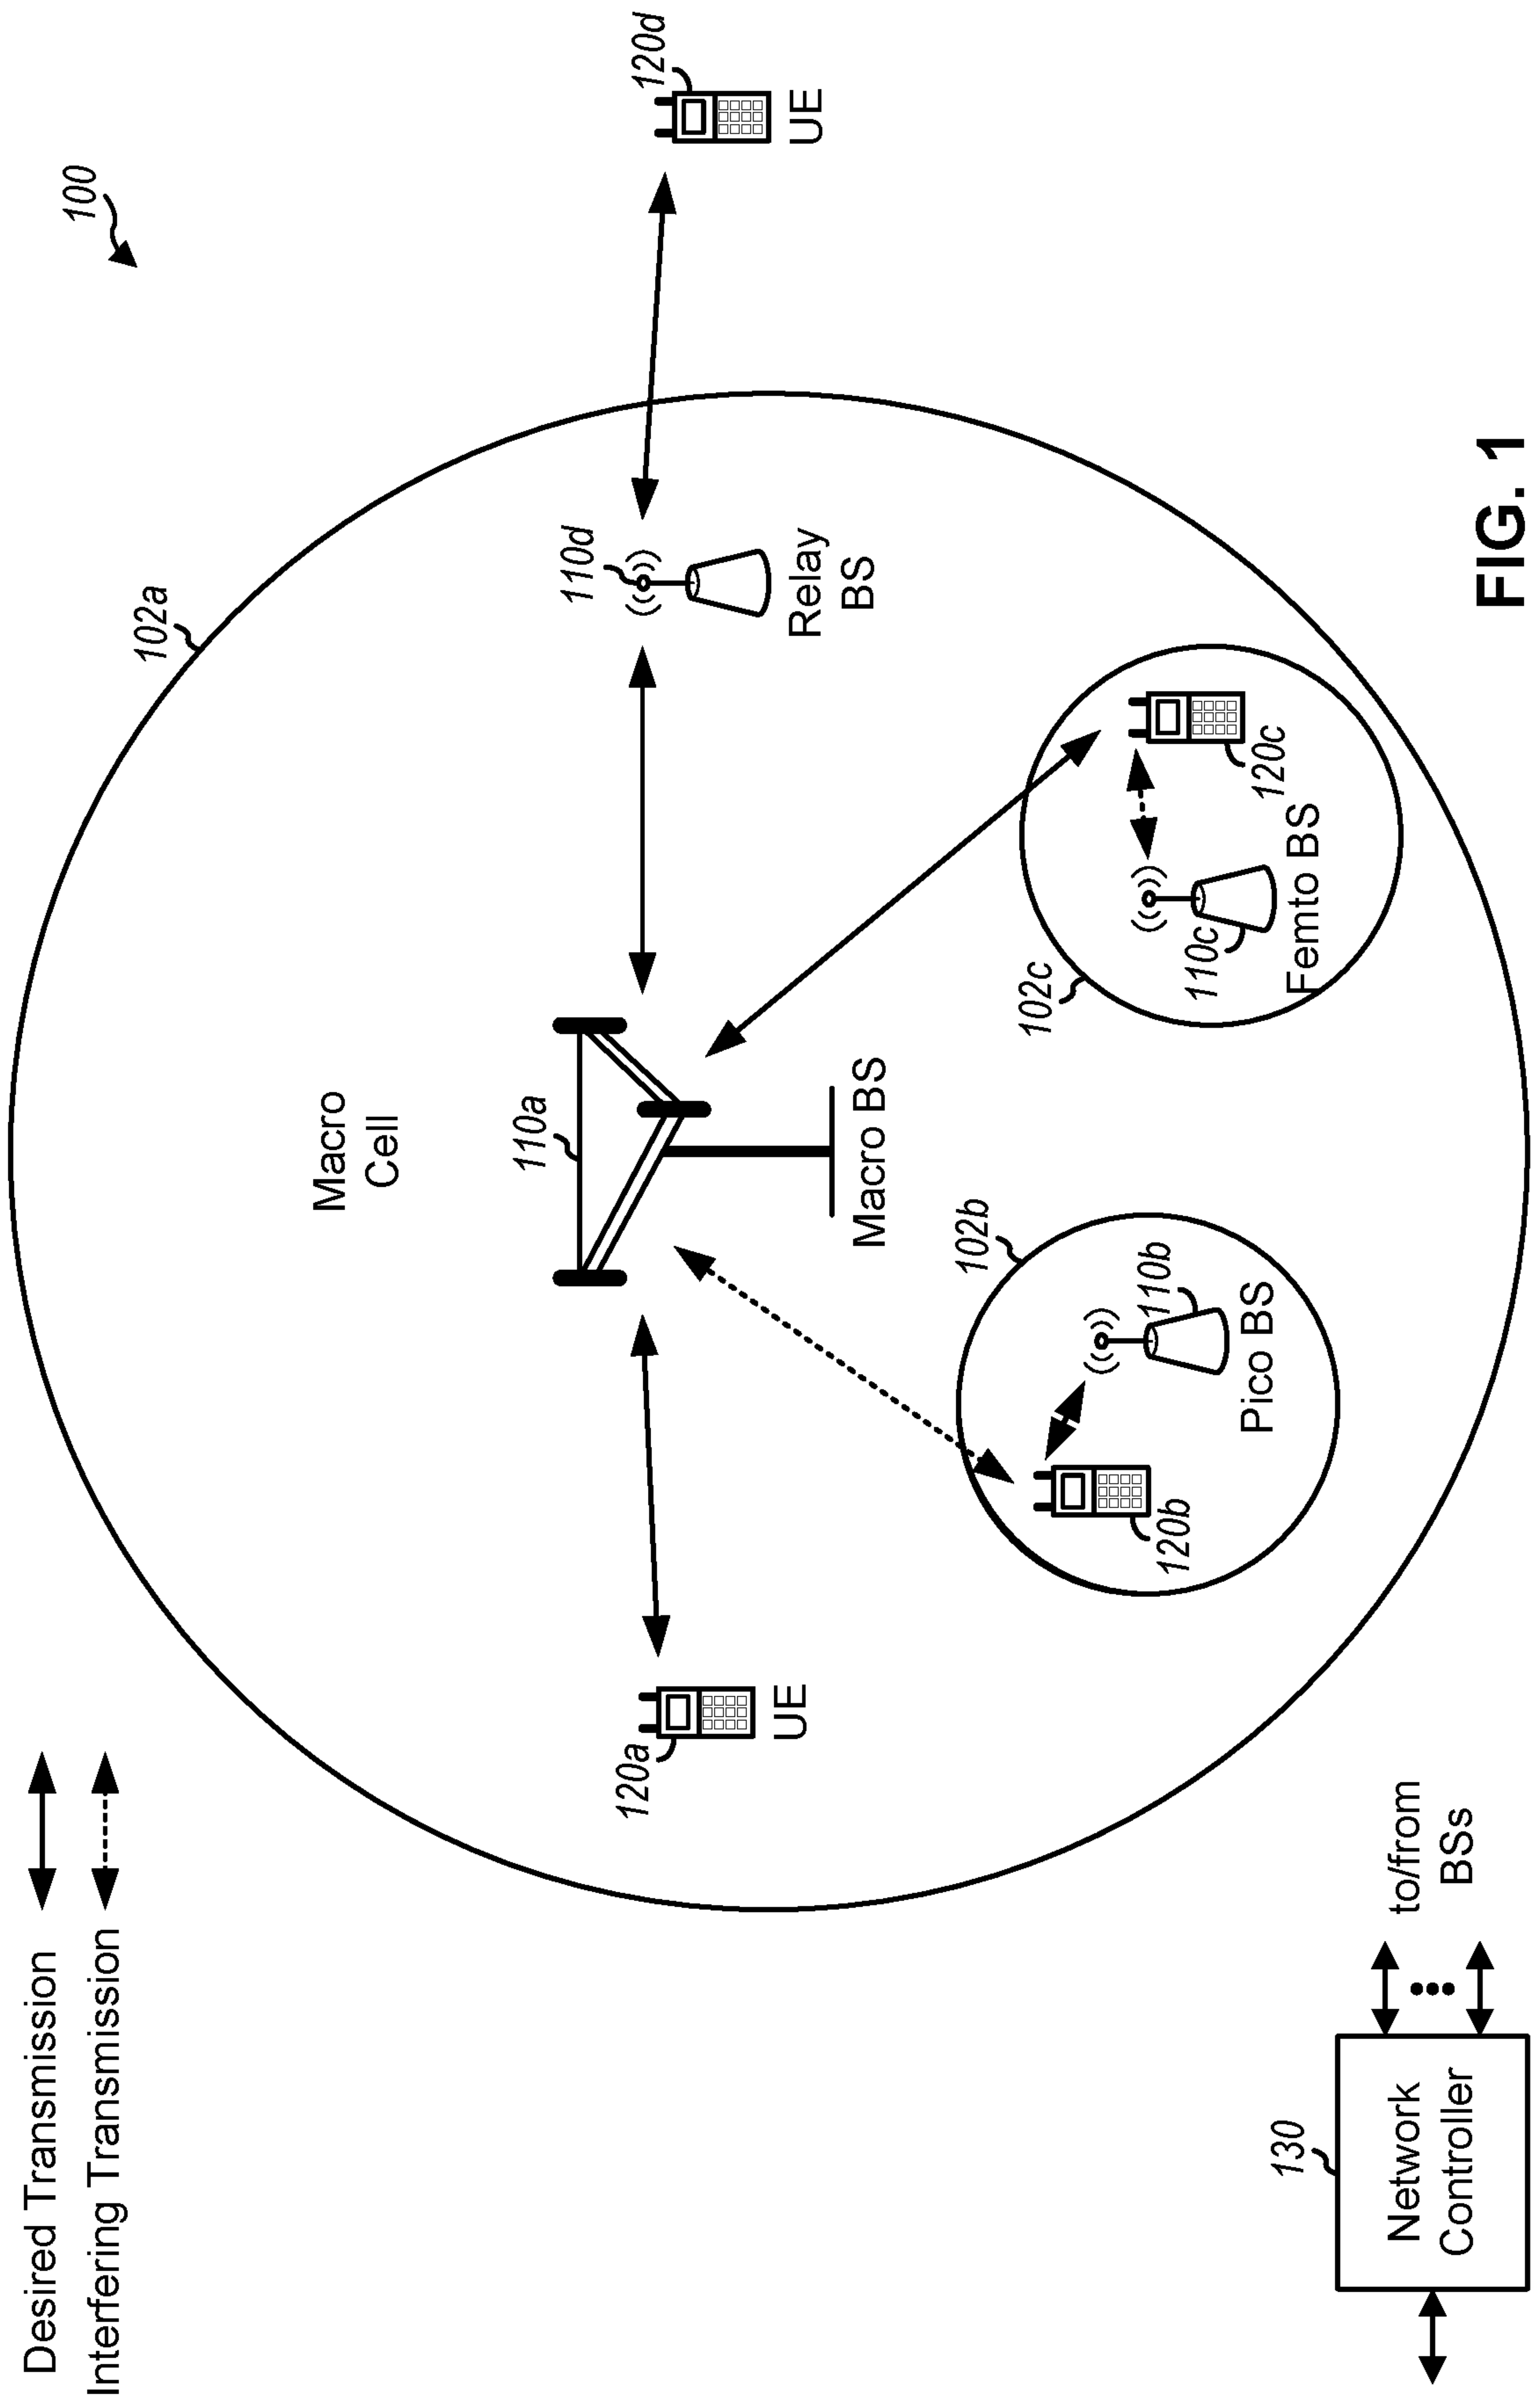 Desired Transmission
Interfering Transmission
100
102a
Macro
Cell
110a
Macro BS
120a
UE
110d
Relay
BS
120d
UE
102b
110b
Pico BS
120b
102c
110c
Femto BS
120c
130
Network
Controller
to/from
BSs
FIG. 1